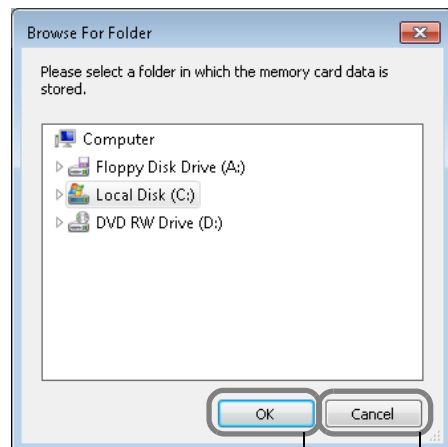 Browse For Folder
Please select a folder in which the memory card data is
stored.
Computer
Floppy Disk Drive (A:)
Local Disk (C:)
DVD RW Drive (D:)
OK Cancel